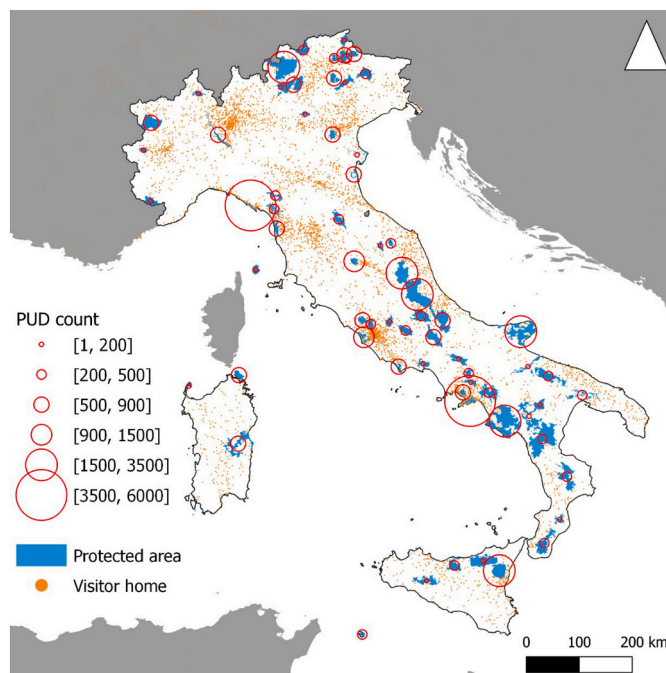 PUD count
[1, 200]
[200, 500]
[500, 900]
[900, 1500]
[1500, 3500]
[3500, 6000]
Protected area
Visitor home
0 100 200 km